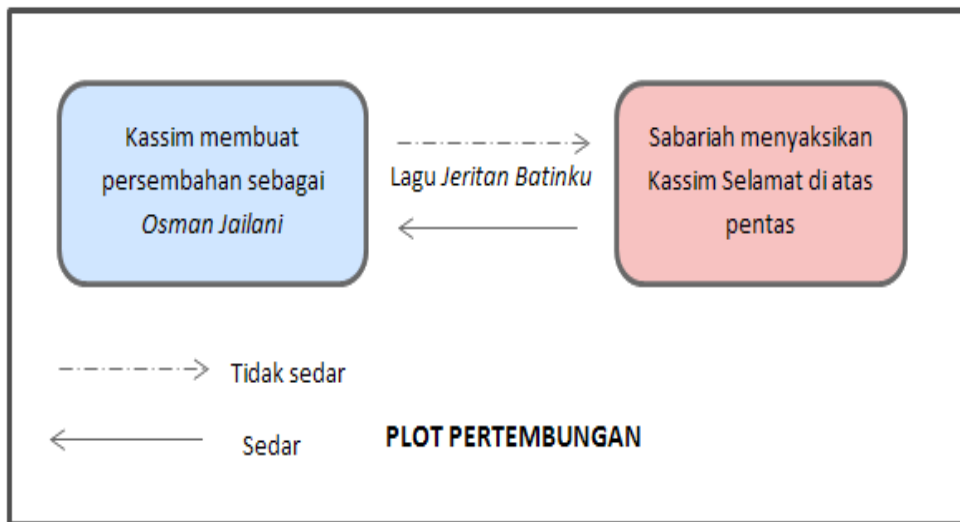 Kassim membuat
persembahan sebagai
Osman Jailani
Lagu Jeritan Batinku
Sabariah menyaksikan
Kassim Selamat di atas
pentas
Tidak sedar
Sedar
PLOT PERTEMBUNGAN